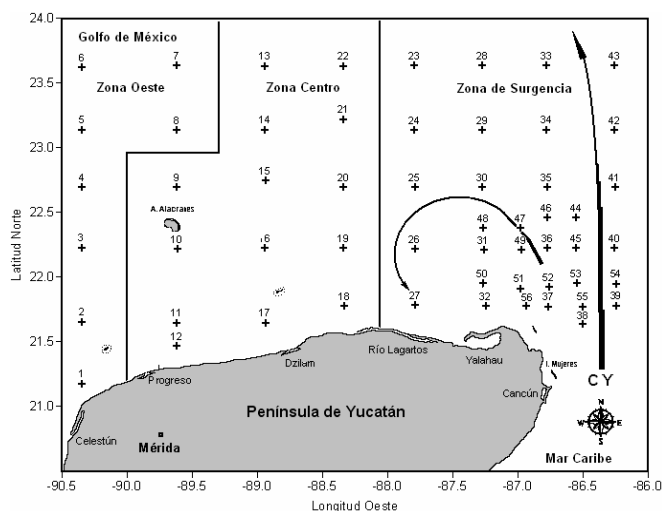 24.0
23.5
23.0
22.5
22.0
21.5
21.0
Latitud Norte
Golfo de México
6 7 13 22 23 28 33 43
Zona Oeste Zona Centro Zona de Surgencia
21
5 8 14 24 29 34 42
15
4 9 20 25 30 35 41
A. Alacranes
46 44
48 47
3 10 16 19 26 31 49 36 45 40
50 51 52 53 54
2 11 17 18 27 32 56 37 55 39
38
12
1
Progreso
Dzilam
Río Lagartos
Yalahau
I. Mujeres
Cancún
C Y
Celestún
Mérida
Península de Yucatán
N
W E
S
Mar Caribe
-90.5 -90.0 -89.5 -89.0 -88.5 -88.0 -87.5 -87.0 -86.5 -86.0
Longitud Oeste